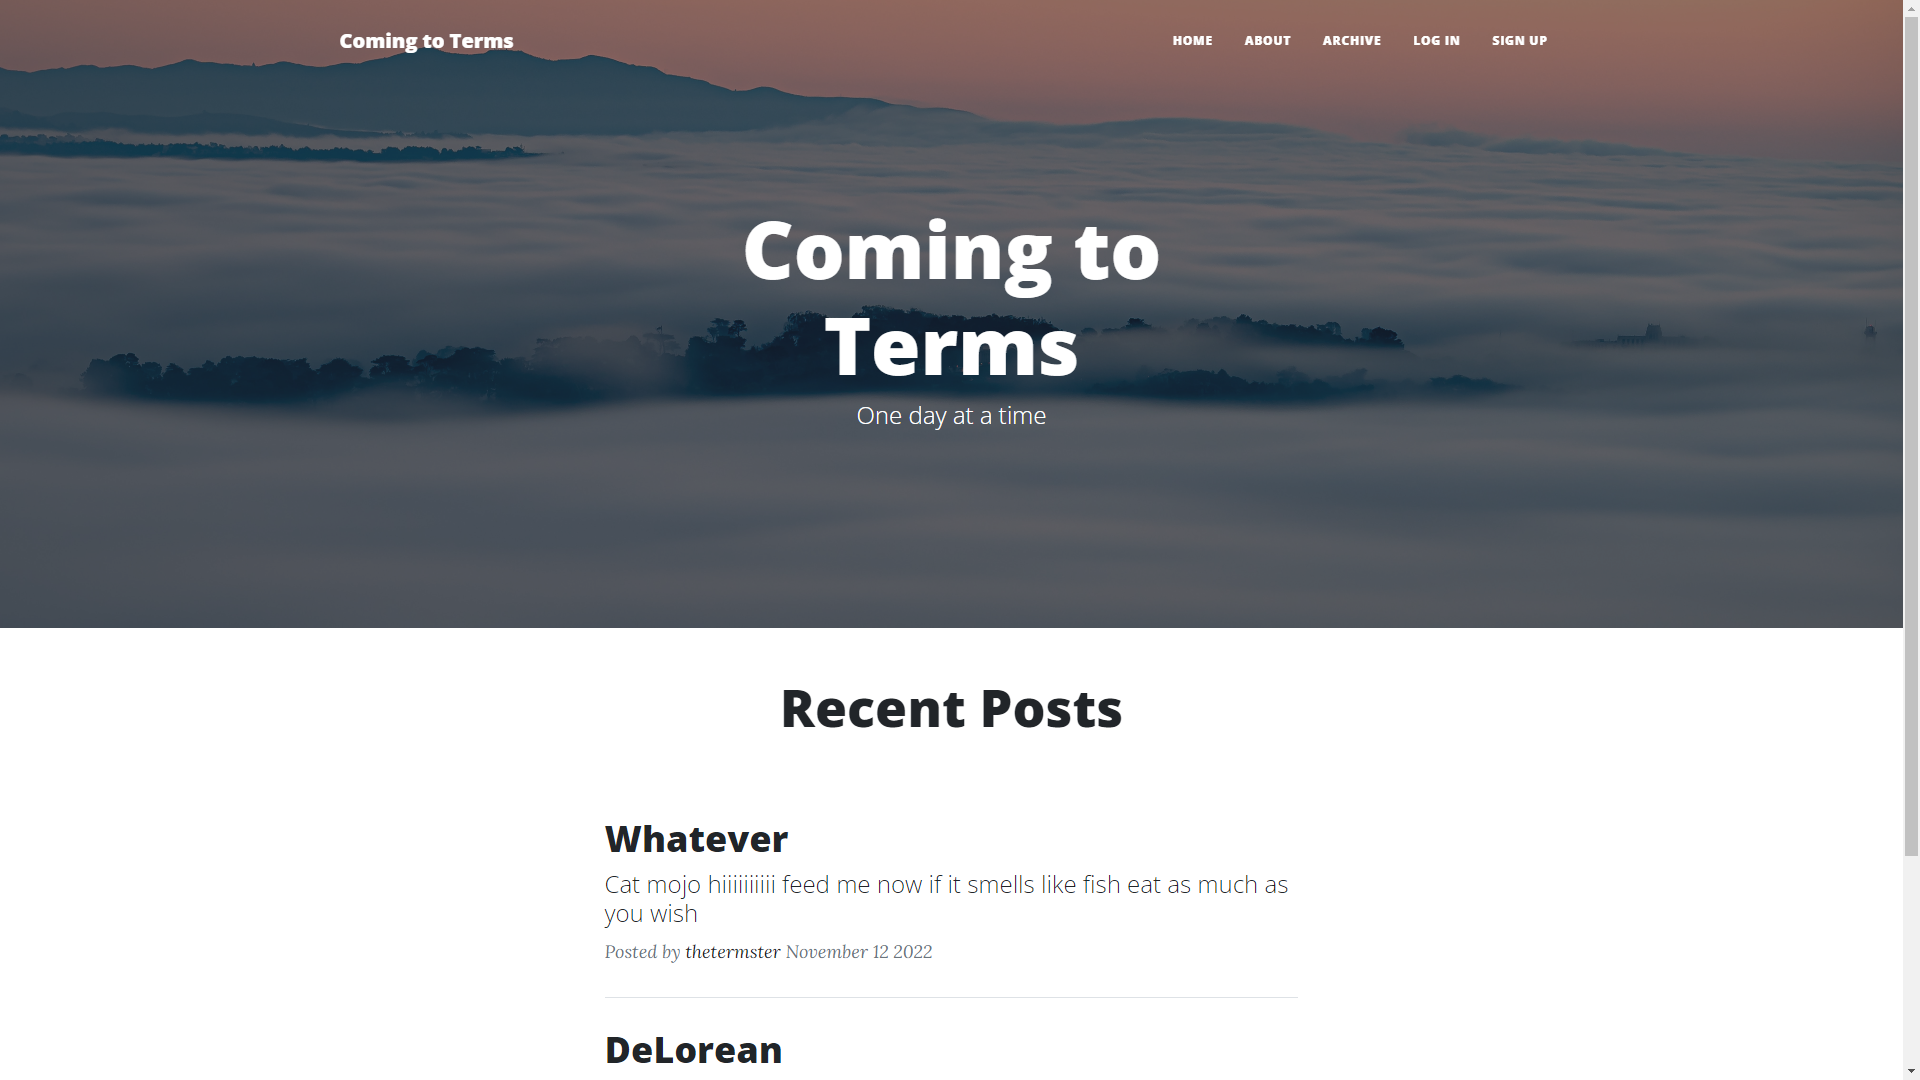 Coming to Terms
HOME ABOUT ARCHIVE LOG IN SIGN UP
Coming to
Terms
One day at a time
Recent Posts
Whatever
Cat mojo hiiiiiiiiii feed me now if it smells like fish eat as much as
you wish
Posted by thetermster November 12 2022
DeLorean